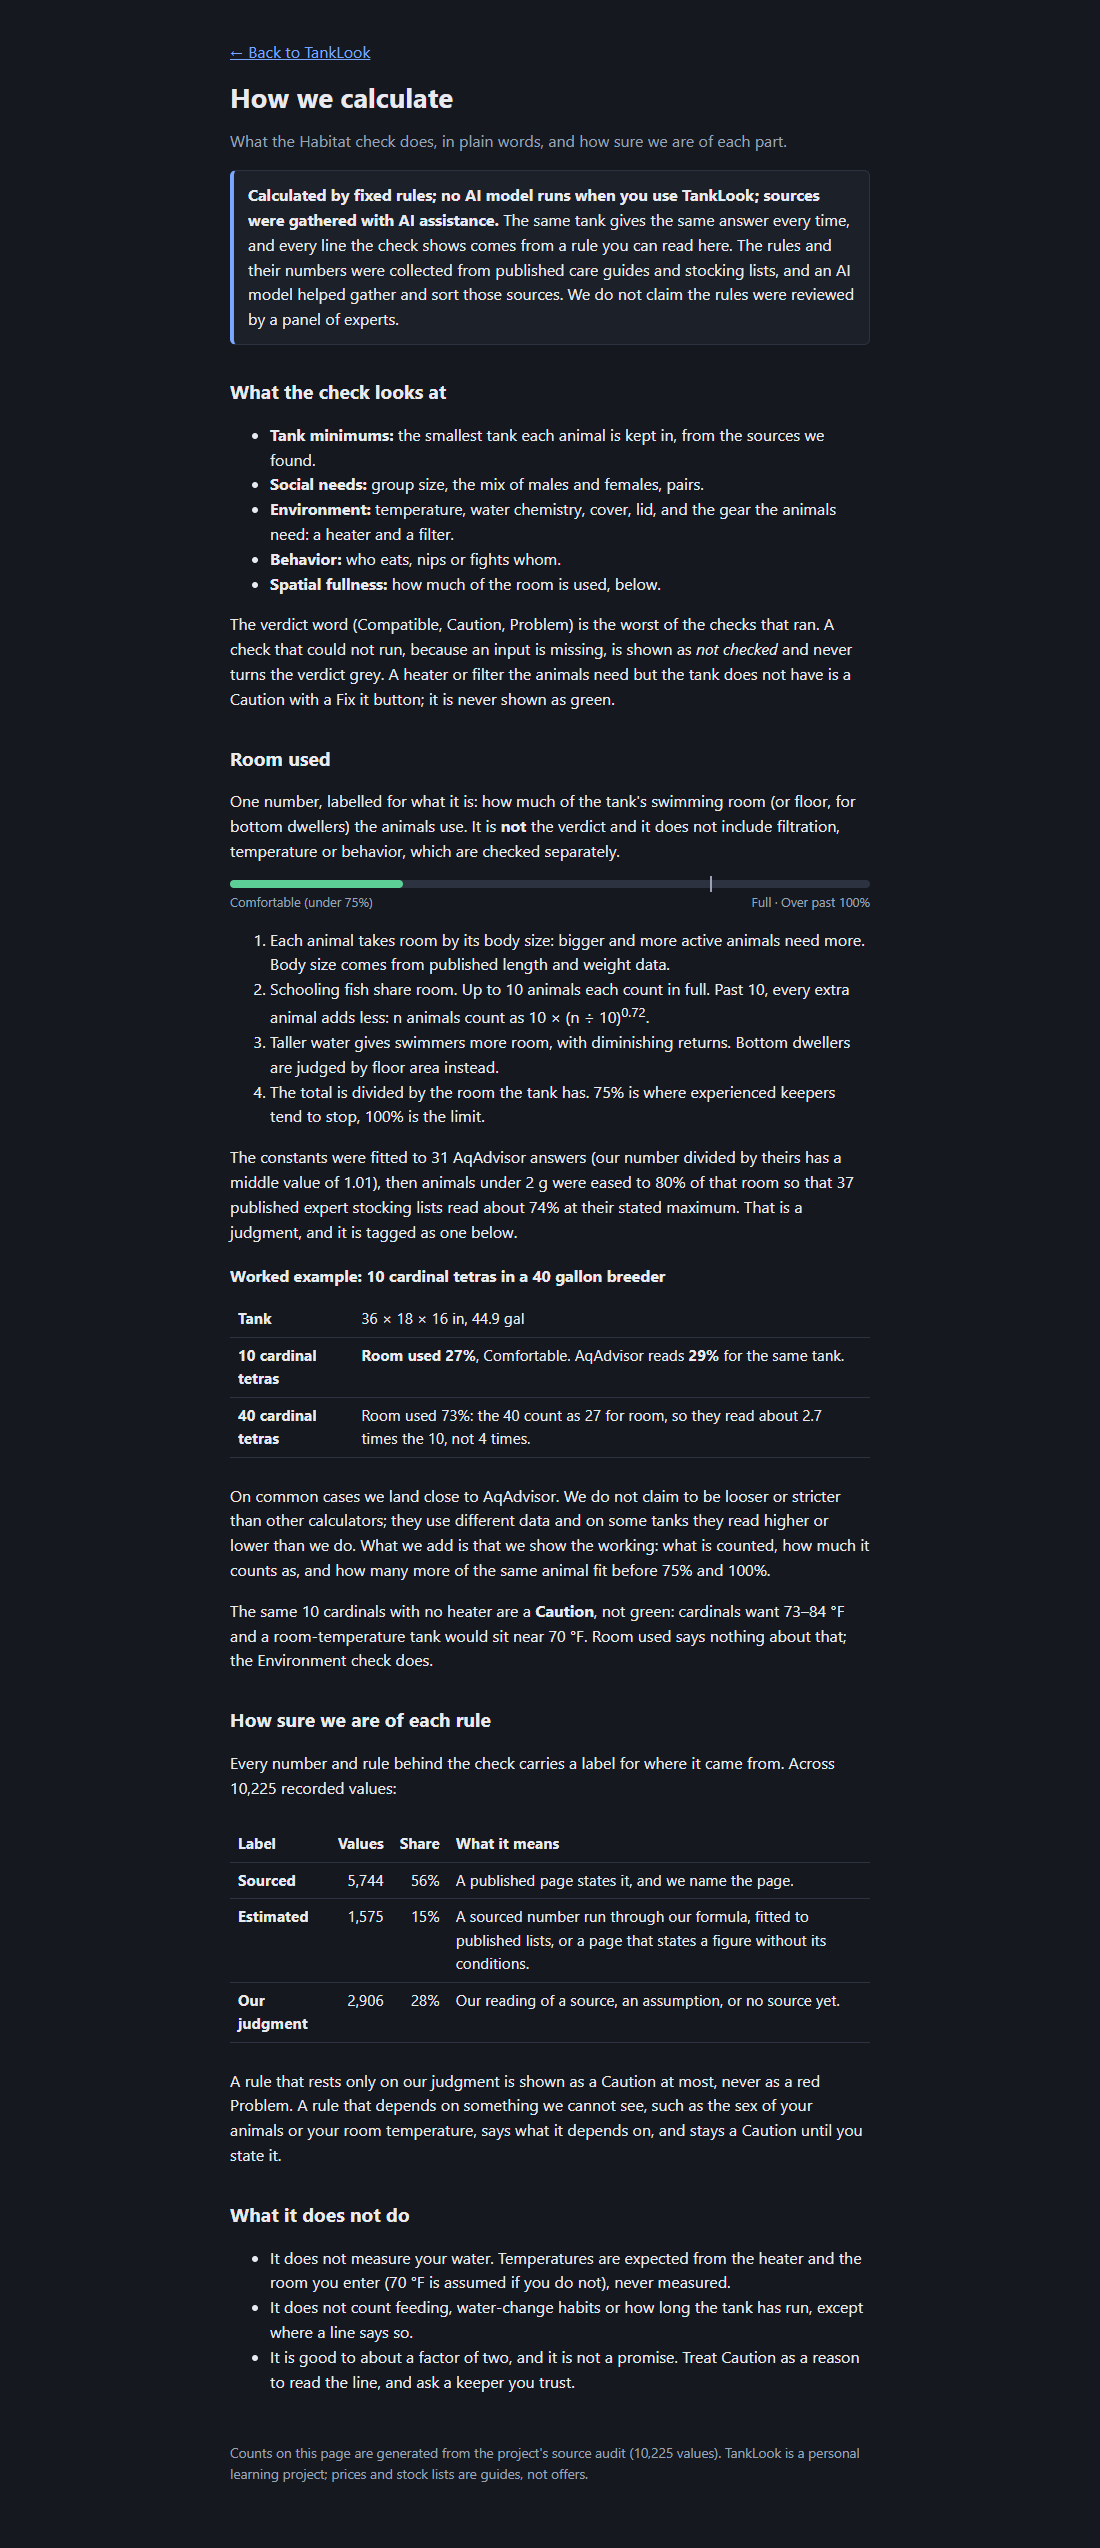 ← Back to TankLook
How we calculate
What the Habitat check does, in plain words, and how sure we are of each part.
Calculated by fixed rules; no AI model runs when you use TankLook; sources
were gathered with AI assistance. The same tank gives the same answer every time,
and every line the check shows comes from a rule you can read here. The rules and
their numbers were collected from published care guides and stocking lists, and an AI
model helped gather and sort those sources. We do not claim the rules were reviewed
by a panel of experts.
What the check looks at
• Tank minimums: the smallest tank each animal is kept in, from the sources we
found.
• Social needs: group size, the mix of males and females, pairs.
• Environment: temperature, water chemistry, cover, lid, and the gear the animals
need: a heater and a filter.
• Behavior: who eats, nips or fights whom.
• Spatial fullness: how much of the room is used, below.
The verdict word (Compatible, Caution, Problem) is the worst of the checks that ran. A
check that could not run, because an input is missing, is shown as not checked and never
turns the verdict grey. A heater or filter the animals need but the tank does not have is a
Caution with a Fix it button; it is never shown as green.
Room used
One number, labelled for what it is: how much of the tank's swimming room (or floor, for
bottom dwellers) the animals use. It is not the verdict and it does not include filtration,
temperature or behavior, which are checked separately.
Comfortable (under 75%) Full · Over past 100%
1. Each animal takes room by its body size: bigger and more active animals need more.
Body size comes from published length and weight data.
2. Schooling fish share room. Up to 10 animals each count in full. Past 10, every extra
animal adds less: n animals count as 10 × (n ÷ 10)^0.72.
3. Taller water gives swimmers more room, with diminishing returns. Bottom dwellers
are judged by floor area instead.
4. The total is divided by the room the tank has. 75% is where experienced keepers
tend to stop, 100% is the limit.
The constants were fitted to 31 AqAdvisor answers (our number divided by theirs has a
middle value of 1.01), then animals under 2 g were eased to 80% of that room so that 37
published expert stocking lists read about 74% at their stated maximum. That is a
judgment, and it is tagged as one below.
Worked example: 10 cardinal tetras in a 40 gallon breeder
Tank 36 × 18 × 16 in, 44.9 gal
10 cardinal Room used 27%, Comfortable. AqAdvisor reads 29% for the same tank.
tetras
40 cardinal Room used 73%: the 40 count as 27 for room, so they read about 2.7
tetras times the 10, not 4 times.
On common cases we land close to AqAdvisor. We do not claim to be looser or stricter
than other calculators; they use different data and on some tanks they read higher or
lower than we do. What we add is that we show the working: what is counted, how much it
counts as, and how many more of the same animal fit before 75% and 100%.
The same 10 cardinals with no heater are a Caution, not green: cardinals want 73–84 °F
and a room-temperature tank would sit near 70 °F. Room used says nothing about that;
the Environment check does.
How sure we are of each rule
Every number and rule behind the check carries a label for where it came from. Across
10,225 recorded values:
Label Values Share What it means
Sourced 5,744 56% A published page states it, and we name the page.
Estimated 1,575 15% A sourced number run through our formula, fitted to
published lists, or a page that states a figure without its
conditions.
Our 2,906 28% Our reading of a source, an assumption, or no source yet.
judgment
A rule that rests only on our judgment is shown as a Caution at most, never as a red
Problem. A rule that depends on something we cannot see, such as the sex of your
animals or your room temperature, says what it depends on, and stays a Caution until you
state it.
What it does not do
• It does not measure your water. Temperatures are expected from the heater and the
room you enter (70 °F is assumed if you do not), never measured.
• It does not count feeding, water-change habits or how long the tank has run, except
where a line says so.
• It is good to about a factor of two, and it is not a promise. Treat Caution as a reason
to read the line, and ask a keeper you trust.
Counts on this page are generated from the project's source audit (10,225 values). TankLook is a personal
learning project; prices and stock lists are guides, not offers.